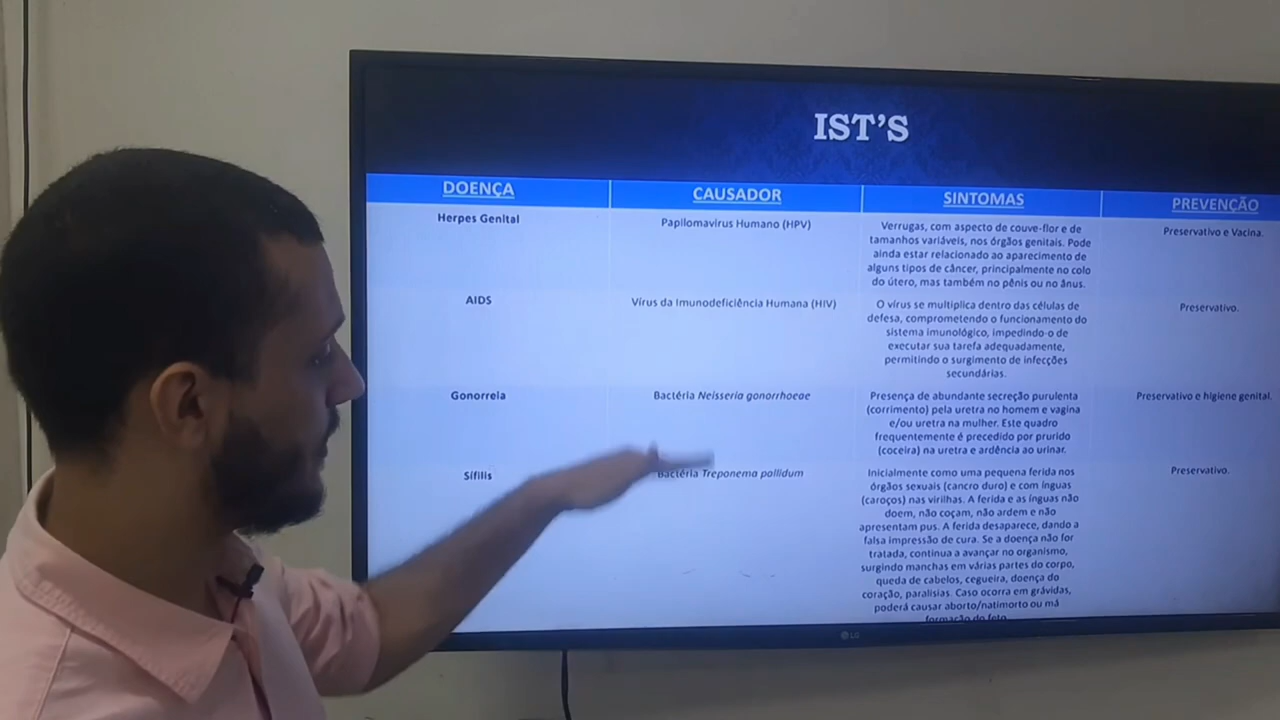 IST'S
DOENÇA
CAUSADOR
SINTOMAS
PREVENÇÃO
Herpes Genital
Papilomavirus Humano (HPV)
Verrugas, com aspecto de couve-flor e de
tamanhos variáveis, nos órgãos genitais. Pode
ainda estar relacionado ao aparecimento de
alguns tipos de câncer, principalmente no colo
do útero, mas também no pênis ou no ânus.
Preservativo e Vacina.
AIDS
Vírus da Imunodeficiência Humana (HIV)
O vírus se multiplica dentro das células de
defesa, comprometendo o funcionamento do
sistema imunológico, impedindo-o de
executar sua tarefa adequadamente,
permitindo o surgimento de infecções
secundárias.
Preservativo.
Gonorreia
Bactéria Neisseria gonorrhoeae
Presença de abundante secreção purulenta
(corrimento) pela uretra no homem e vagina
e/ou uretra na mulher. Este quadro
frequentemente é precedido por prurido
(coceira) na uretra e ardência ao urinar.
Preservativo e higiene genital.
Sífilis
Bactéria Treponema pallidum
Inicialmente como uma pequena ferida nos
órgãos sexuais (cancro duro) e com ínguas
(caroços) nas virilhas. A ferida e as ínguas não
doem, não coçam, não ardem e não
apresentam pus. A ferida desaparece, dando a
falsa impressão de cura. Se a doença não for
tratada, continua a avançar no organismo,
surgindo manchas em várias partes do corpo,
queda de cabelos, cegueira, doença do
coração, paralisias. Caso ocorra em grávidas,
poderá causar aborto/natimorto ou má
formação do feto.
Preservativo.
LG